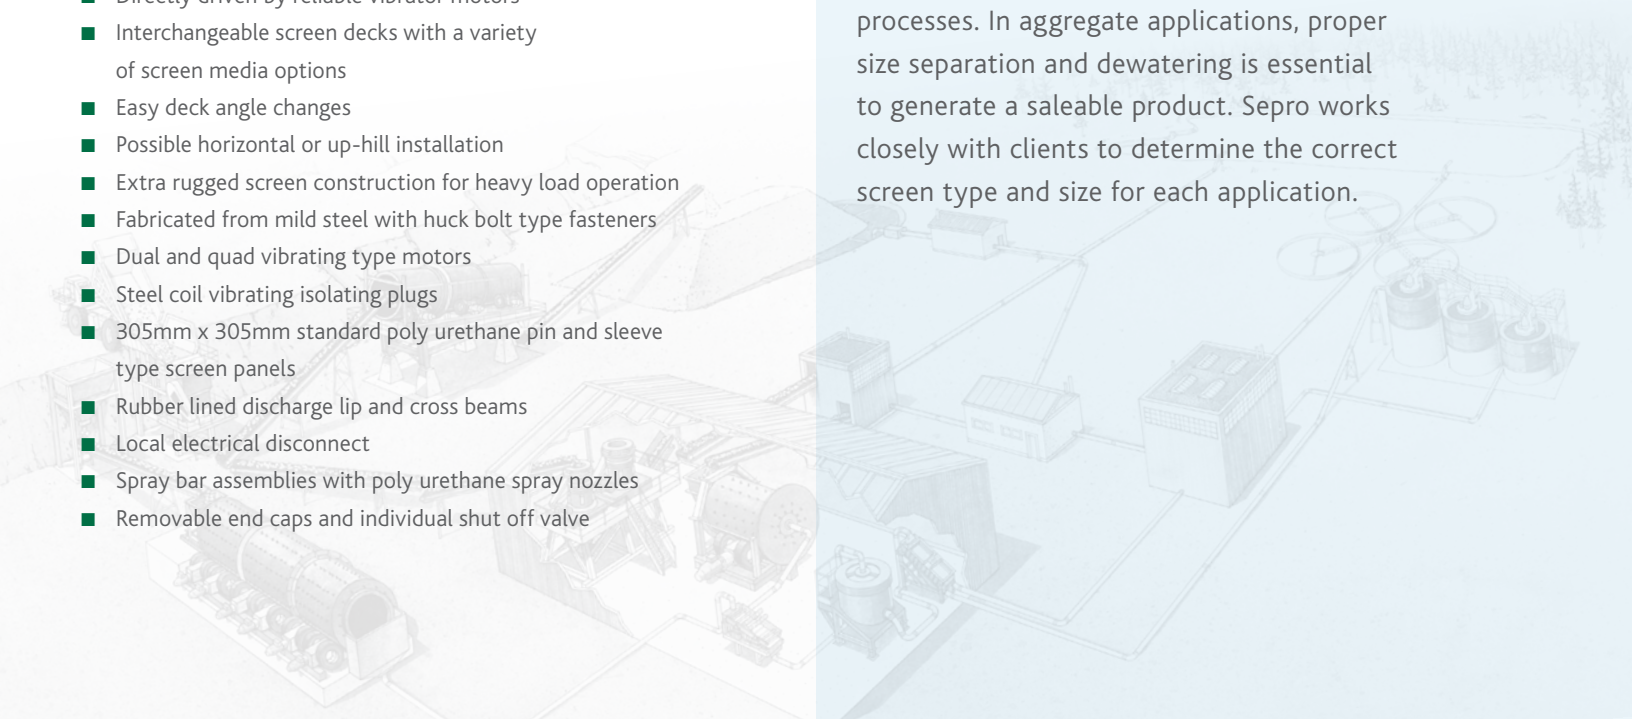 Directly driven by reliable vibrator motors
Interchangeable screen decks with a variety
of screen media options
Easy deck angle changes
Possible horizontal or up-hill installation
Extra rugged screen construction for heavy load operation
Fabricated from mild steel with huck bolt type fasteners
Dual and quad vibrating type motors
Steel coil vibrating isolating plugs
305mm x 305mm standard poly urethane pin and sleeve
type screen panels
Rubber lined discharge lip and cross beams
Local electrical disconnect
Spray bar assemblies with poly urethane spray nozzles
Removable end caps and individual shut off valve
processes. In aggregate applications, proper
size separation and dewatering is essential
to generate a saleable product. Sepro works
closely with clients to determine the correct
screen type and size for each application.